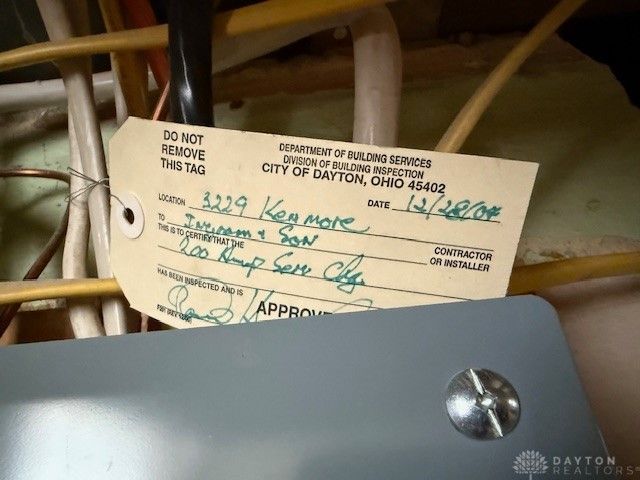 DO NOT REMOVE THIS TAG
DEPARTMENT OF BUILDING SERVICES
DIVISION OF BUILDING INSPECTION
CITY OF DAYTON, OHIO 45402
LOCATION 3229 Kenmore DATE 12/28/04
TO & Son
THIS IS TO CERTIFY THAT THE CONTRACTOR OR INSTALLER
200 Amp Serv. Chg.
HAS BEEN INSPECTED AND IS
APPROVE
DAYTON
REALTORS